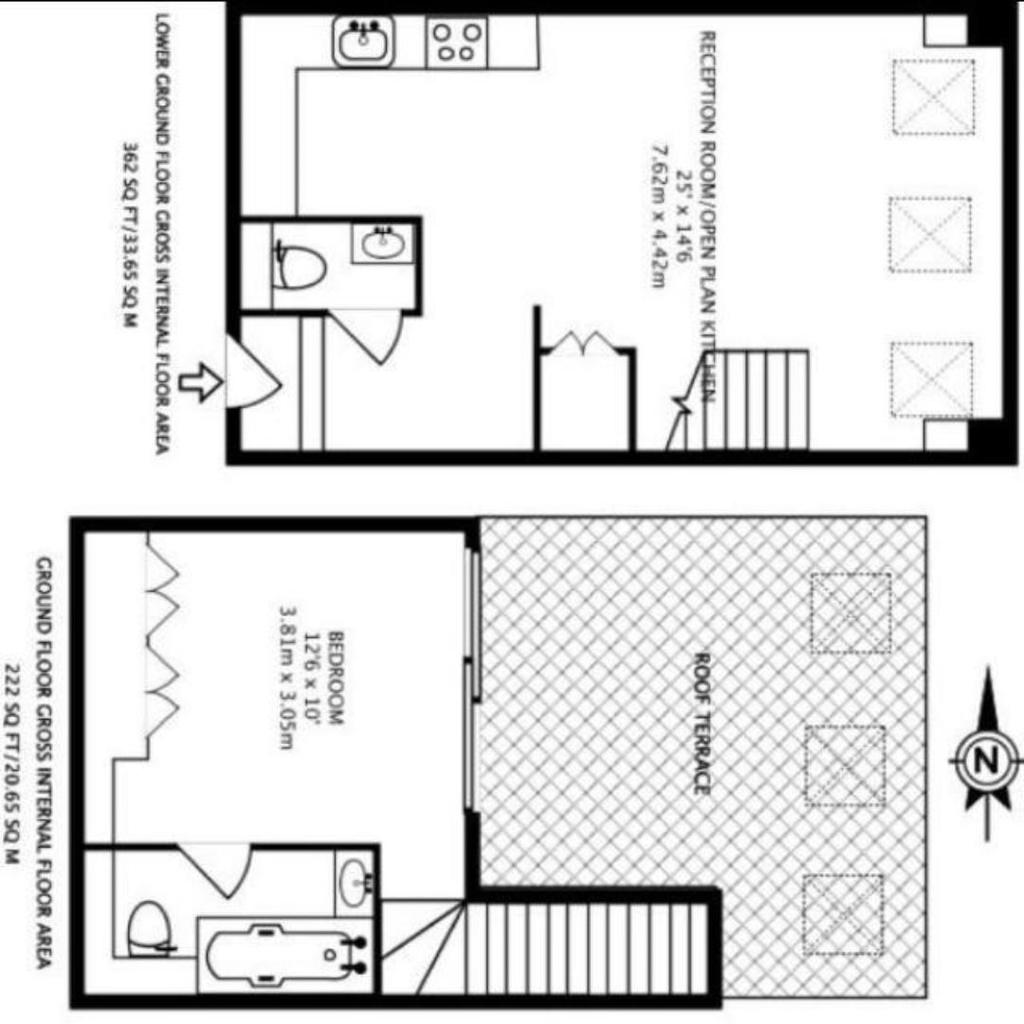 RECEPTION ROOM/OPEN PLAN KITCHEN
25' x 14'6
7.62m x 4.42m
LOWER GROUND FLOOR GROSS INTERNAL FLOOR AREA
362 SQ FT/33.65 SQ M
N
ROOF TERRACE
BEDROOM
12'6 x 10'
3.81m x 3.05m
GROUND FLOOR GROSS INTERNAL FLOOR AREA
222 SQ FT/20.65 SQ M